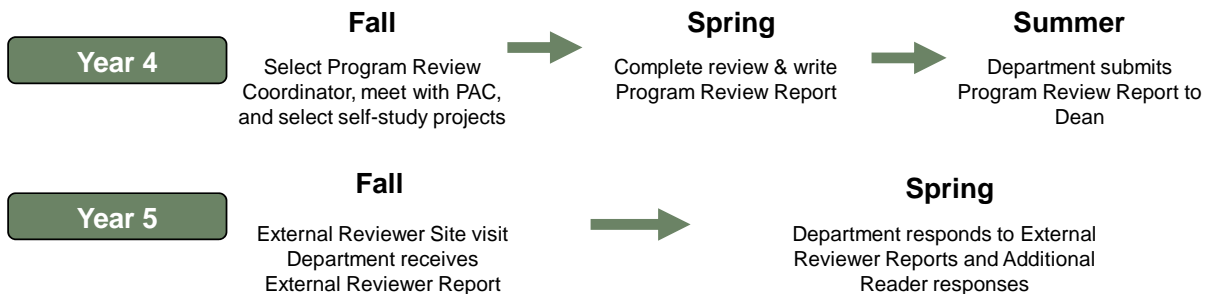 Year 4
Fall
Select Program Review
Coordinator, meet with PAC,
and select self-study projects
Spring
Complete review & write
Program Review Report
Summer
Department submits
Program Review Report to
Dean
Year 5
Fall
External Reviewer Site visit
Department receives
External Reviewer Report
Spring
Department responds to External
Reviewer Reports and Additional
Reader responses